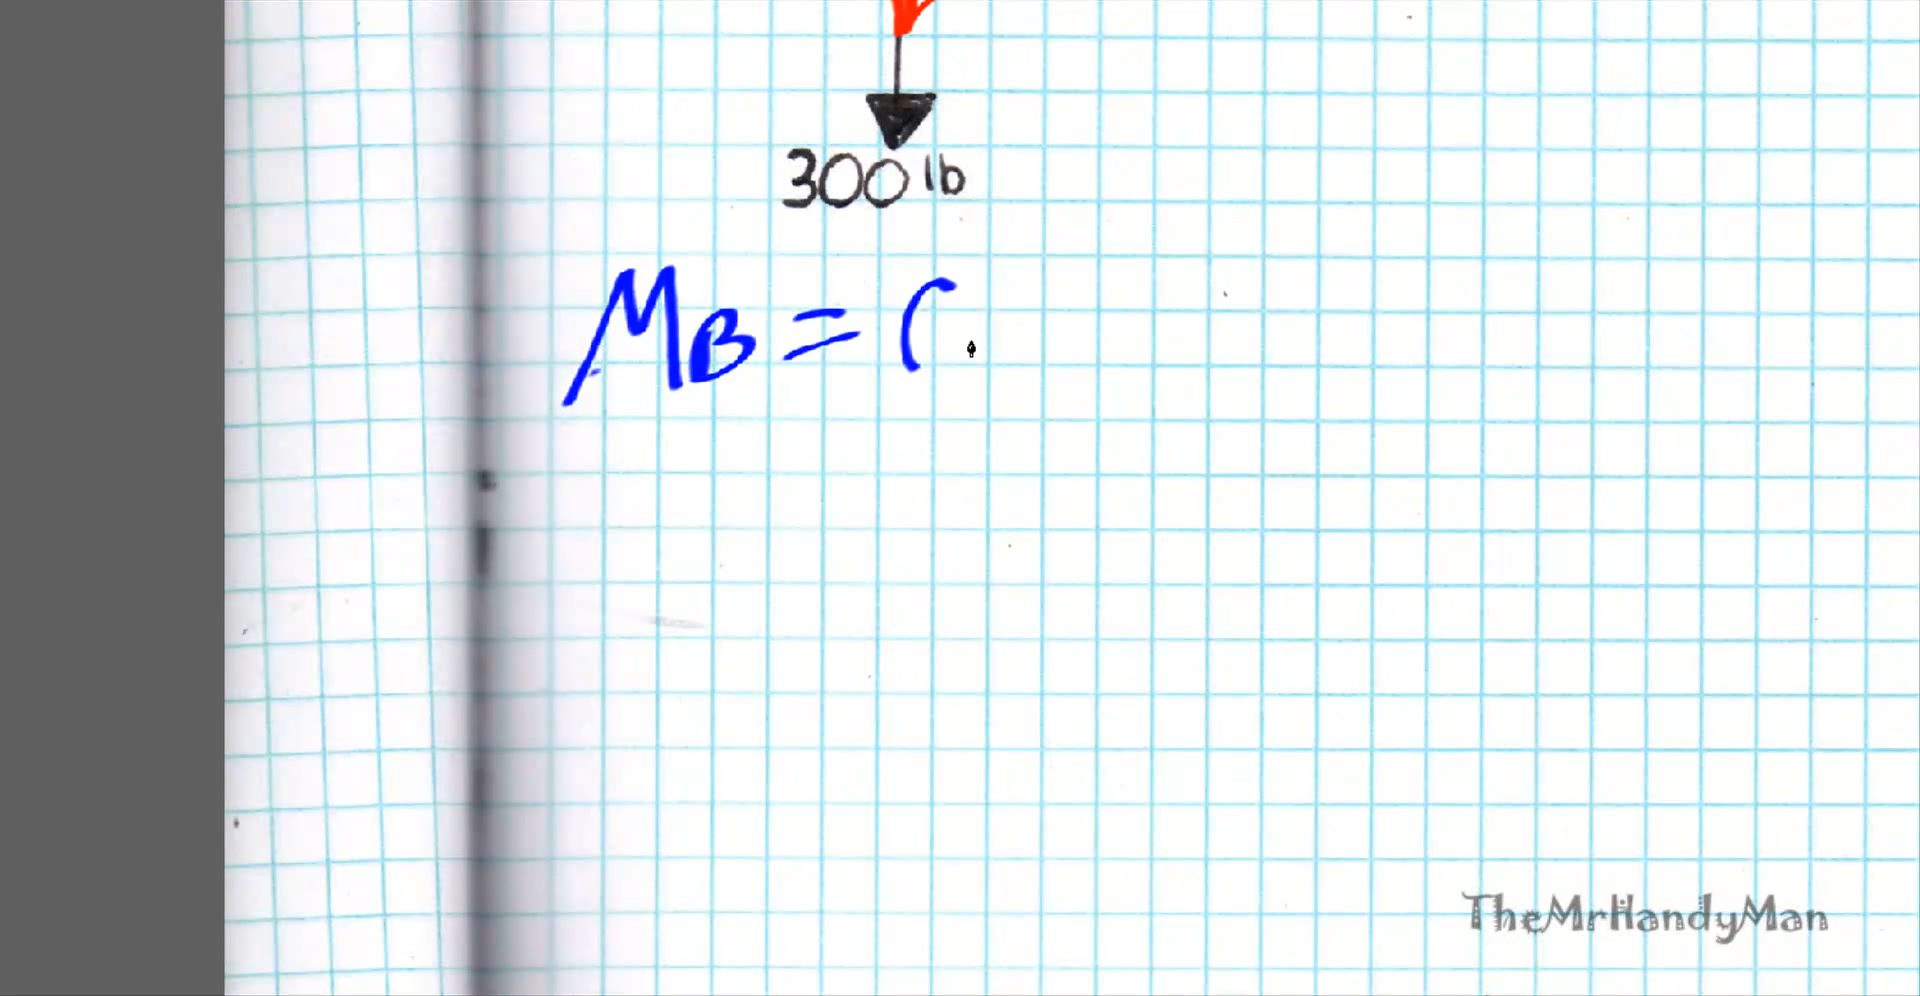 300 lb
MB = (
TheMrHandyMan